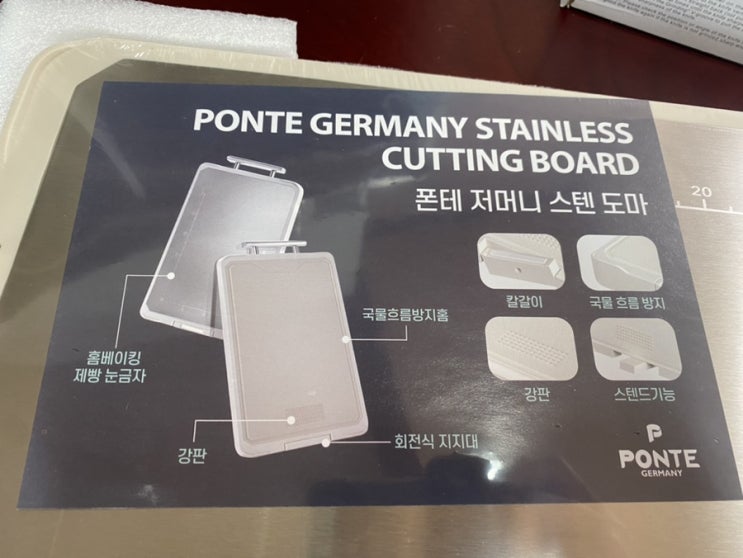 PONTE GERMANY STAINLESS
CUTTING BOARD
폰테 저머니 스텐 도마
20
칼갈이
국물 흐름 방지
국물흐름방지홈
홈베이킹
제빵 눈금자
강판
스텐드기능
강판
회전식 지지대
PONTE
GERMANY